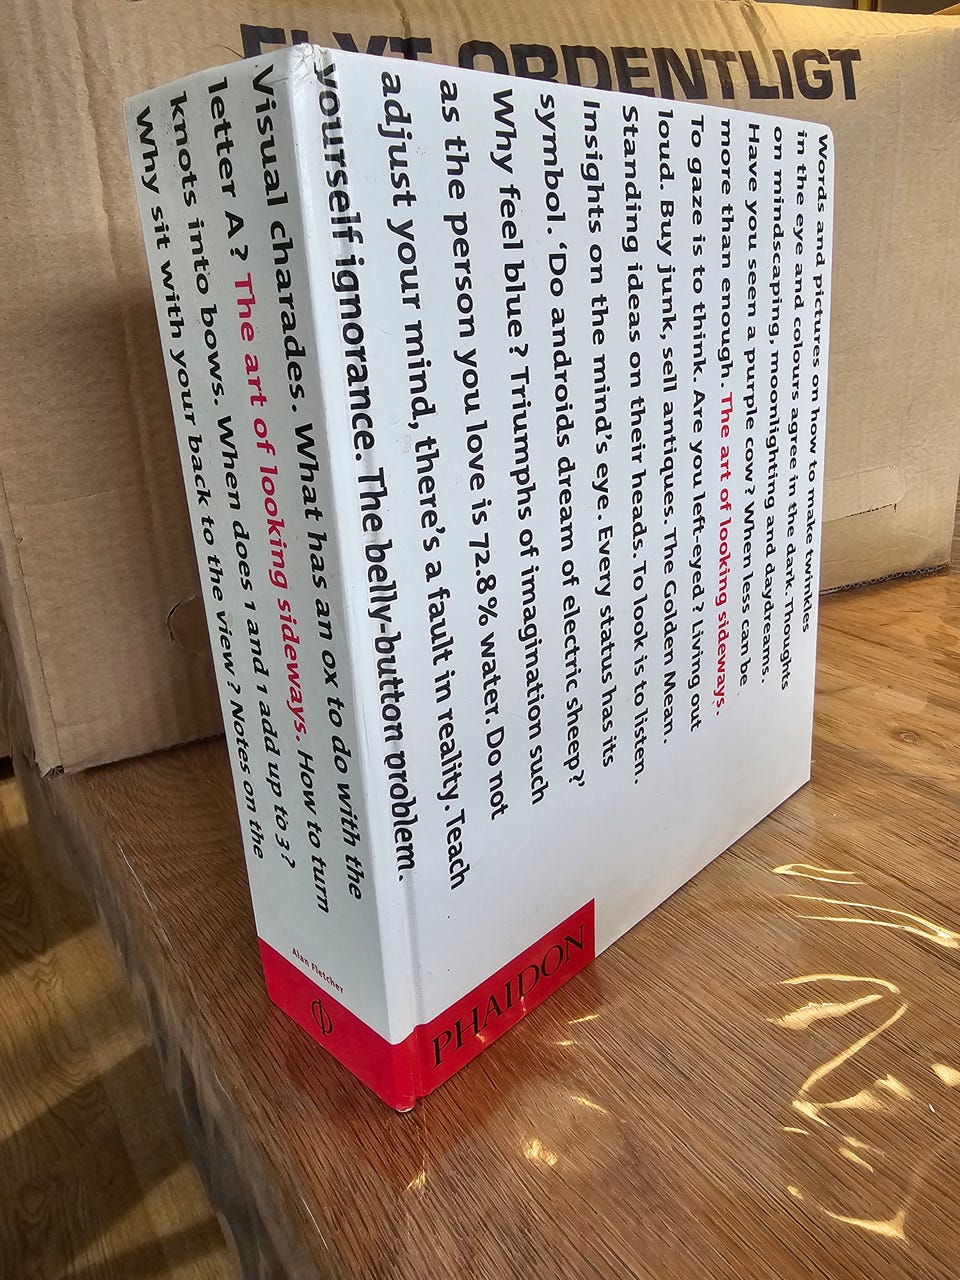 FLYT ORDENTLIGT
Words and pictures on how to make twinkles
in the eye and colours agree in the dark. Thoughts
on mindscaping, moonlighting and daydreams.
Have you seen a purple cow? When less can be
more than enough. The art of looking sideways.
To gaze is to think. Are you left-eyed? Living out
loud. Buy junk, sell antiques. The Golden Mean.
Standing ideas on their heads. To look is to listen.
Insights on the mind's eye. Every status has its
symbol. 'Do androids dream of electric sheep?'
Why feel blue? Triumphs of imagination such
as the person you love is 72.8% water. Do not
adjust your mind, there's a fault in reality. Teach
yourself ignorance. The belly-button problem.
Visual charades. What has an ox to do with the
letter A? The art of looking sideways. How to turn
knots into bows. When does 1 and 1 add up to 3?
Why sit with your back to the view? Notes on the
Alan Fletcher
PHAIDON